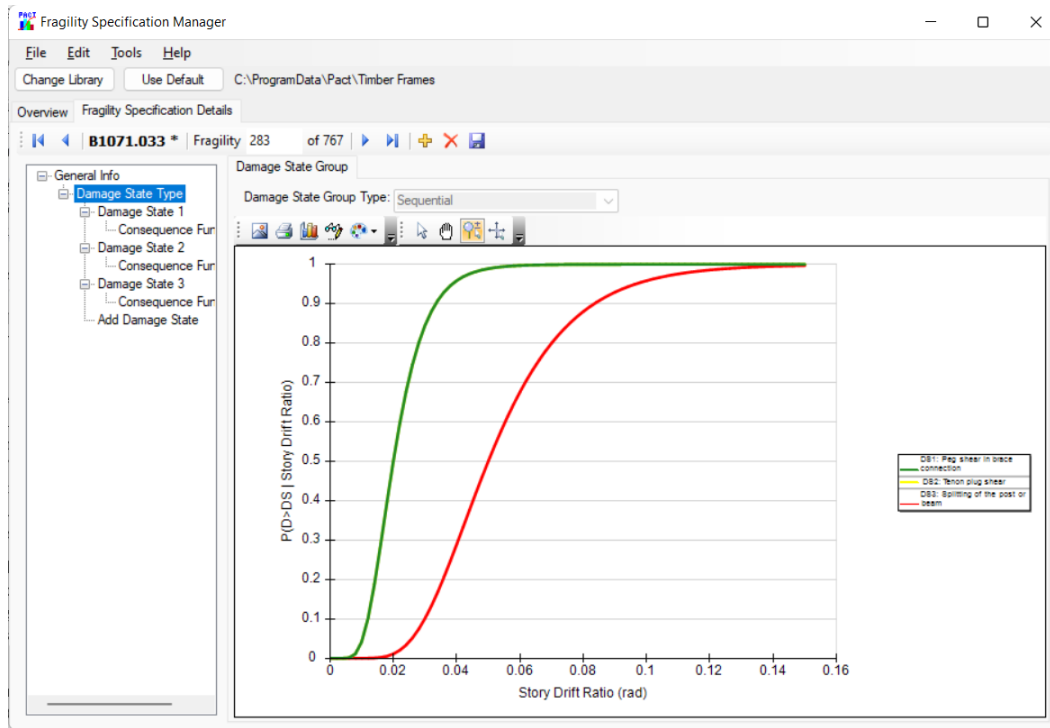 PACT Fragility Specification Manager
File Edit Tools Help
Change Library Use Default C:\ProgramData\Pact\Timber Frames
Overview Fragility Specification Details
B1071.033 * Fragility 283 of 767
General Info
Damage State Type
Damage State 1
Consequence Fur
Damage State 2
Consequence Fur
Damage State 3
Consequence Fur
Add Damage State
Damage State Group
Damage State Group Type: Sequential
1
0.9
0.8
0.7
0.6
0.5
0.4
0.3
0.2
0.1
0
P(D>DS | Story Drift Ratio)
0 0.02 0.04 0.06 0.08 0.1 0.12 0.14 0.16
Story Drift Ratio (rad)
DS1: Peg shear in brace
connection
DS2: Tenon plug shear
DS3: Splitting of the post or
beam